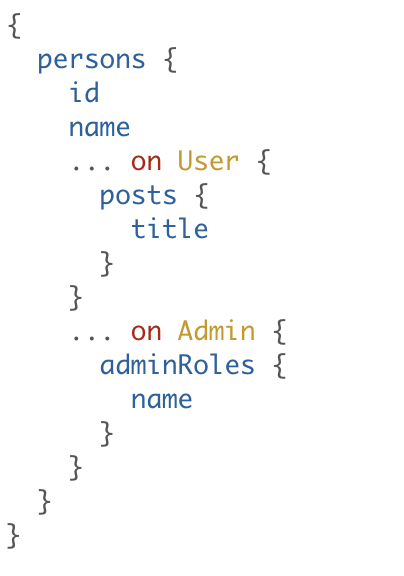 {
  persons {
    id
    name
    ... on User {
      posts {
        title
      }
    }
    ... on Admin {
      adminRoles {
        name
      }
    }
  }
}